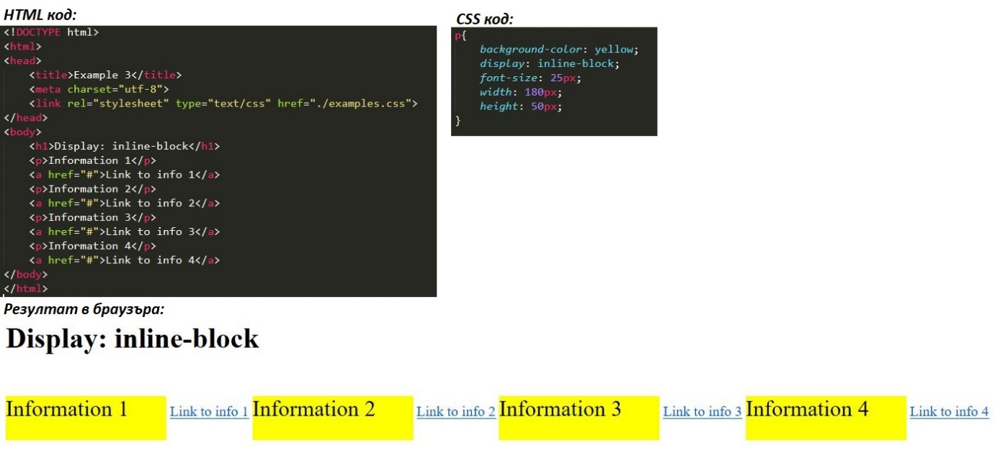 HTML код:
<!DOCTYPE html>
<html>
<head>
    <title>Example 3</title>
    <meta charset="utf-8">
    <link rel="stylesheet" type="text/css" href="./examples.css">
</head>
<body>
    <h1>Display: inline-block</h1>
    <p>Information 1</p>
    <a href="#">Link to info 1</a>
    <p>Information 2</p>
    <a href="#">Link to info 2</a>
    <p>Information 3</p>
    <a href="#">Link to info 3</a>
    <p>Information 4</p>
    <a href="#">Link to info 4</a>
</body>
</html>
CSS код:
p{
    background-color: yellow;
    display: inline-block;
    font-size: 25px;
    width: 180px;
    height: 50px;
}
Резултат в браузъра:
Display: inline-block
Information 1 Link to info 1 Information 2 Link to info 2 Information 3 Link to info 3 Information 4 Link to info 4